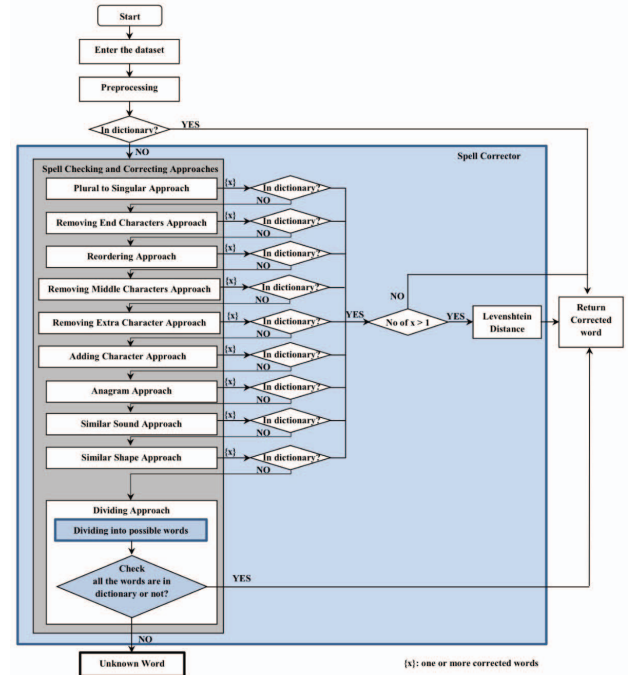 Start
Enter the dataset
Preprocessing
In dictionary?
YES
NO
Spell Corrector
Spell Checking and Correcting Approaches
Plural to Singular Approach
{x}
In dictionary?
NO
Removing End Characters Approach
{x}
In dictionary?
NO
Reordering Approach
{x}
In dictionary?
NO
Removing Middle Characters Approach
{x}
In dictionary?
NO
Removing Extra Character Approach
{x}
In dictionary?
NO
YES
No of x > 1
NO
YES
Levenshtein
Distance
Return
Corrected
word
Adding Character Approach
{x}
In dictionary?
NO
Anagram Approach
{x}
In dictionary?
NO
Similar Sound Approach
{x}
In dictionary?
NO
Similar Shape Approach
{x}
In dictionary?
NO
Dividing Approach
Dividing into possible words
Check
all the words are in
dictionary or not?
YES
NO
Unknown Word
{x}: one or more corrected words